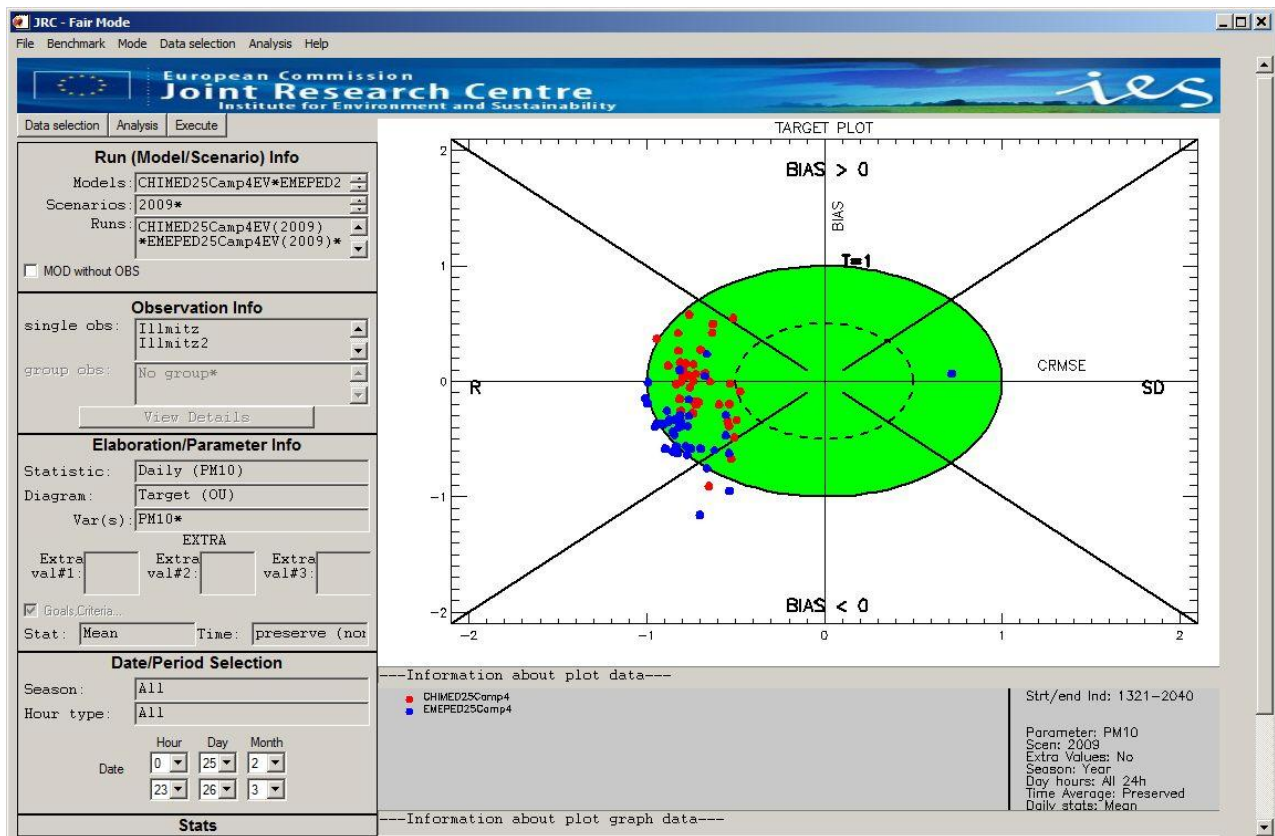 JRC - Fair Mode
File Benchmark Mode Data selection Analysis Help
European Commission
Joint Research Centre
Institute for Environment and Sustainability
ies
Data selection Analysis Execute
Run (Model/Scenario) Info
Models: CHIMED25Camp4EV*EMEPED2
Scenarios: 2009*
Runs: CHIMED25Camp4EV(2009)
*EMEPED25Camp4EV(2009)*
MOD without OBS
Observation Info
single obs: Illmitz
Illmitz2
group obs: No group*
View Details
Elaboration/Parameter Info
Statistic: Daily (PM10)
Diagram: Target (OU)
Var(s): PM10*
EXTRA
Extra Extra Extra
val#1: val#2: val#3:
Goals,Criteria...
Stat: Mean Time: preserve (nor
Date/Period Selection
Season: All
Hour type: All
Hour Day Month
0 25 2
Date
23 26 3
Stats
TARGET PLOT
2
BIAS > 0
BIAS
1
T=1
CRMSE
0
R
SD
-1
BIAS < 0
-2
-2 -1 0 1 2
---Information about plot data---
CHIMED25Camp4
EMEPED25Camp4
Strt/end Ind: 1321-2040
Parameter: PM10
Scen: 2009
Extra Values: No
Season: Year
Day hours: All 24h
Time Average: Preserved
Daily stats: Mean
---Information about plot graph data---